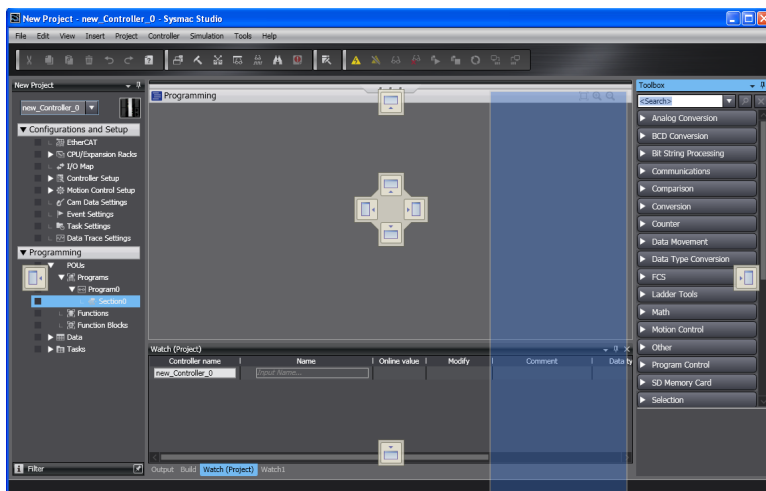 New Project - new_Controller_0 - Sysmac Studio
File Edit View Insert Project Controller Simulation Tools Help
New Project
new_Controller_0
Configurations and Setup
EtherCAT
CPU/Expansion Racks
I/O Map
Controller Setup
Motion Control Setup
Cam Data Settings
Event Settings
Task Settings
Data Trace Settings
Programming
POUs
Programs
Program0
Section0
Functions
Function Blocks
Data
Tasks
Filter
Programming
Watch (Project)
Controller name Name Online value Modify Comment Data ty
new_Controller_0 Input Name...
Output Build Watch (Project) Watch1
Toolbox
<Search>
Analog Conversion
BCD Conversion
Bit String Processing
Communications
Comparison
Conversion
Counter
Data Movement
Data Type Conversion
FCS
Ladder Tools
Math
Motion Control
Other
Program Control
SD Memory Card
Selection